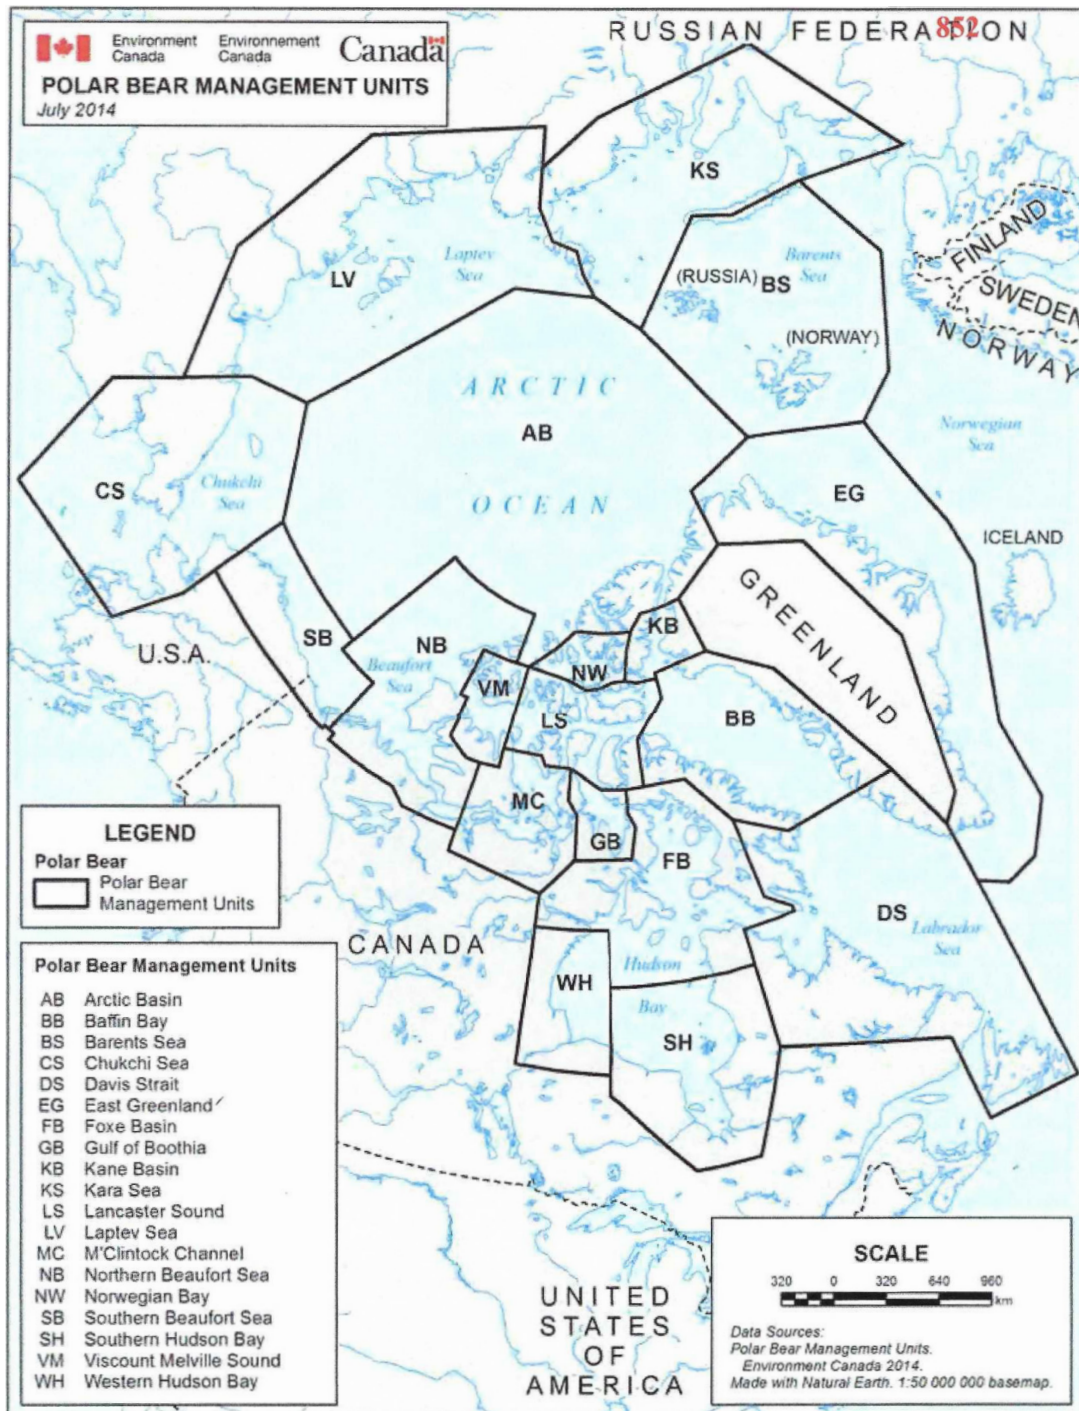 Environment Canada
Environnement Canada
Canada
POLAR BEAR MANAGEMENT UNITS
July 2014
RUSSIAN FEDERATION
852
KS
LV
Laptev Sea
(RUSSIA)
BS
Barents Sea
(NORWAY)
FINLAND
SWEDEN
NORWAY
ARCTIC
AB
OCEAN
Norwegian Sea
CS
Chukchi Sea
EG
ICELAND
GREENLAND
U.S.A.
SB
NB
Beaufort Sea
VM
NW
KB
LS
BB
MC
GB
FB
DS
Labrador Sea
CANADA
WH
Hudson
Bay
SH
LEGEND
Polar Bear
Polar Bear
Management Units
Polar Bear Management Units
AB Arctic Basin
BB Baffin Bay
BS Barents Sea
CS Chukchi Sea
DS Davis Strait
EG East Greenland
FB Foxe Basin
GB Gulf of Boothia
KB Kane Basin
KS Kara Sea
LS Lancaster Sound
LV Laptev Sea
MC M'Clintock Channel
NB Northern Beaufort Sea
NW Norwegian Bay
SB Southern Beaufort Sea
SH Southern Hudson Bay
VM Viscount Melville Sound
WH Western Hudson Bay
UNITED
STATES
OF
AMERICA
SCALE
320 0 320 640 960
km
Data Sources:
Polar Bear Management Units.
Environment Canada 2014.
Made with Natural Earth. 1:50 000 000 basemap.